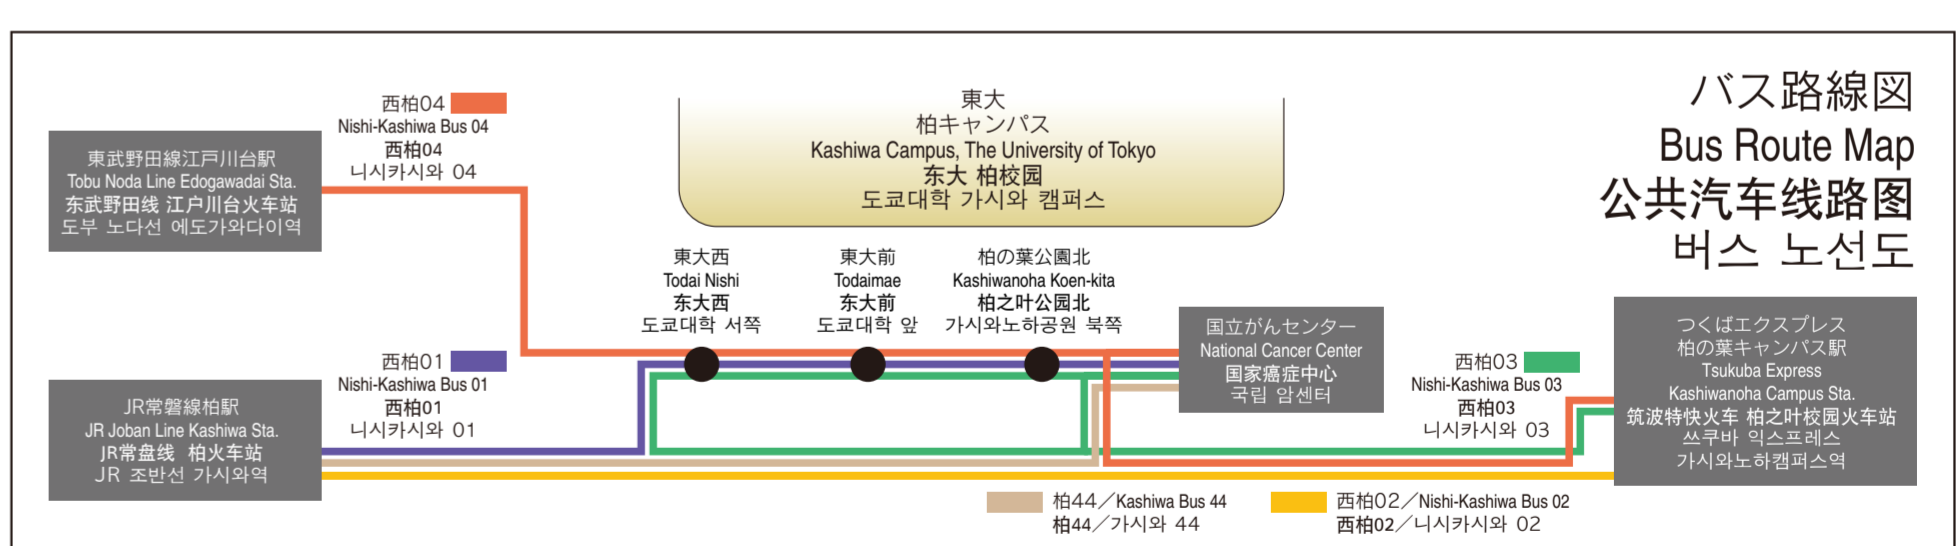 バス路線図
Bus Route Map
公共汽车线路图
버스 노선도
西柏04
Nishi-Kashiwa Bus 04
西柏04
니시카시와 04
東武野田線江戸川台駅
Tobu Noda Line Edogawadai Sta.
东武野田线 江户川台火车站
도부 노다선 에도가와다이역
東大
柏キャンパス
Kashiwa Campus, The University of Tokyo
东大 柏校园
도쿄대학 가시와 캠퍼스
東大西
Todai Nishi
东大西
도쿄대학 서쪽
東大前
Todaimae
东大前
도쿄대학 앞
柏の葉公園北
Kashiwanoha Koen-kita
柏之叶公园北
가시와노하공원 북쪽
国立がんセンター
National Cancer Center
国家癌症中心
국립 암센터
西柏01
Nishi-Kashiwa Bus 01
西柏01
니시카시와 01
JR常磐線柏駅
JR Joban Line Kashiwa Sta.
JR常盘线 柏火车站
JR 조반선 가시와역
西柏03
Nishi-Kashiwa Bus 03
西柏03
니시카시와 03
つくばエクスプレス
柏の葉キャンパス駅
Tsukuba Express
Kashiwanoha Campus Sta.
筑波特快火车 柏之叶校园火车站
쓰쿠바 익스프레스
가시와노하캠퍼스역
柏44／Kashiwa Bus 44
柏44／가시와 44
西柏02／Nishi-Kashiwa Bus 02
西柏02／니시카시와 02